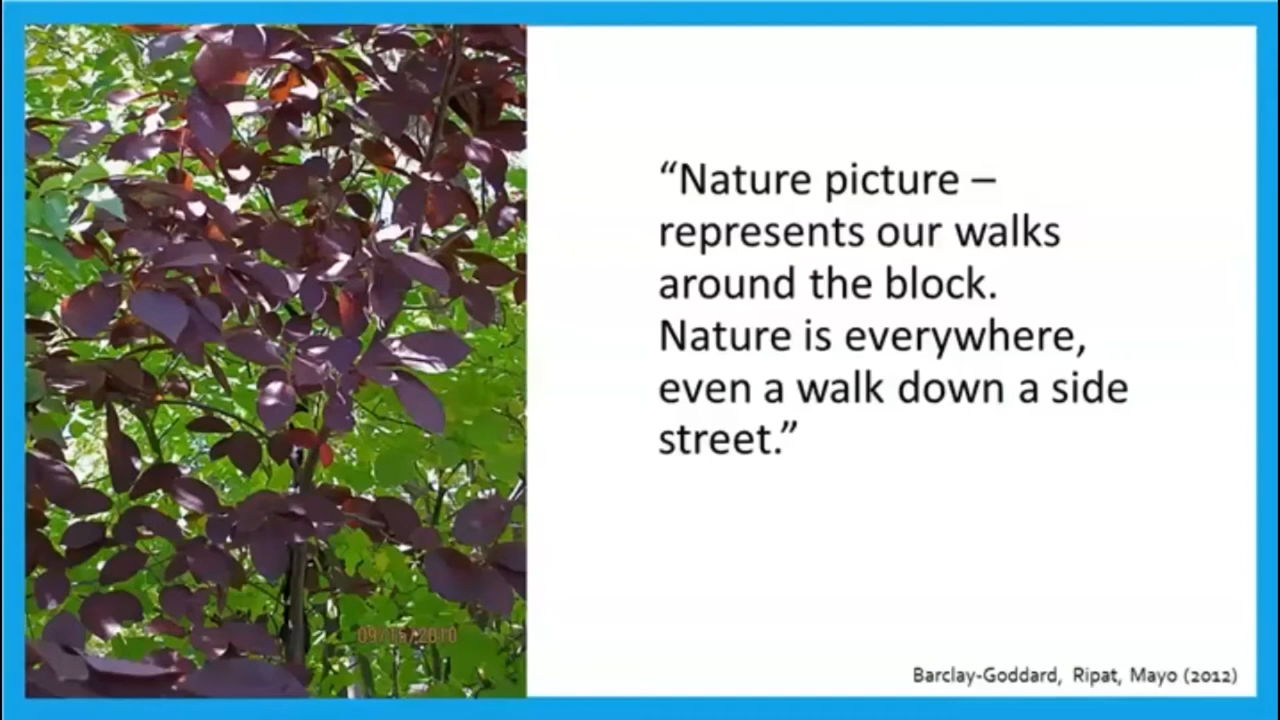 “Nature picture –
represents our walks
around the block.
Nature is everywhere,
even a walk down a side
street.”
Barclay-Goddard, Ripat, Mayo (2012)